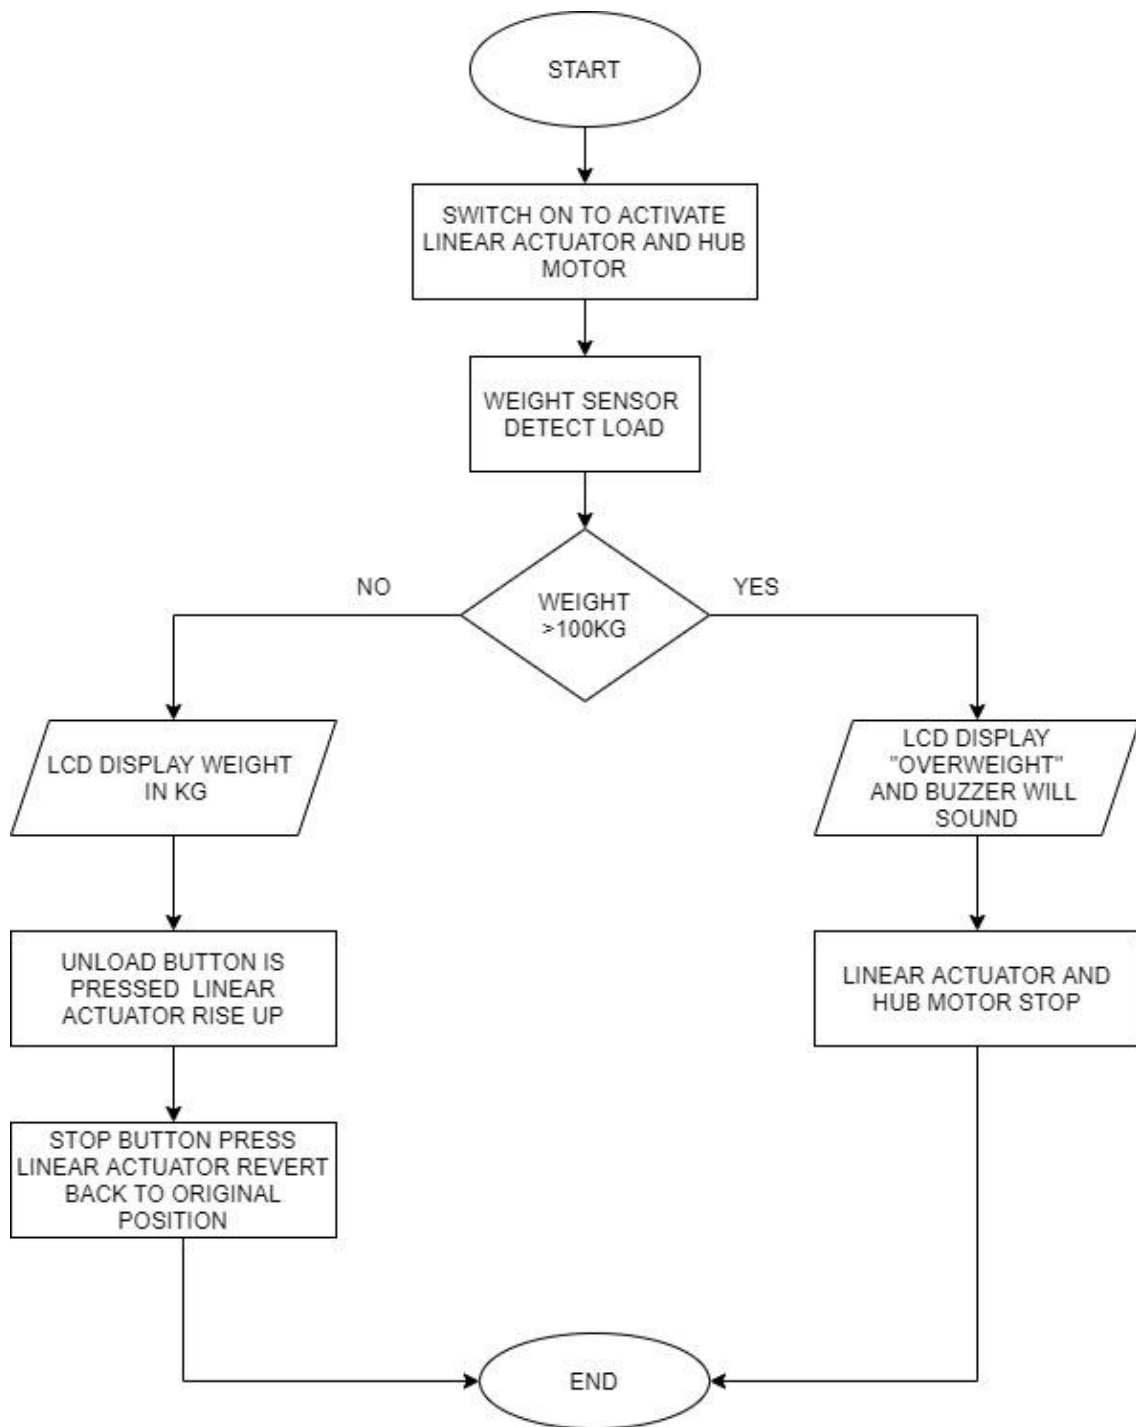 START
SWITCH ON TO ACTIVATE
LINEAR ACTUATOR AND HUB
MOTOR
WEIGHT SENSOR
DETECT LOAD
NO
YES
WEIGHT
>100KG
LCD DISPLAY WEIGHT
IN KG
LCD DISPLAY
"OVERWEIGHT"
AND BUZZER WILL
SOUND
UNLOAD BUTTON IS
PRESSED  LINEAR
ACTUATOR RISE UP
LINEAR ACTUATOR AND
HUB MOTOR STOP
STOP BUTTON PRESS
LINEAR ACTUATOR REVERT
BACK TO ORIGINAL
POSITION
END